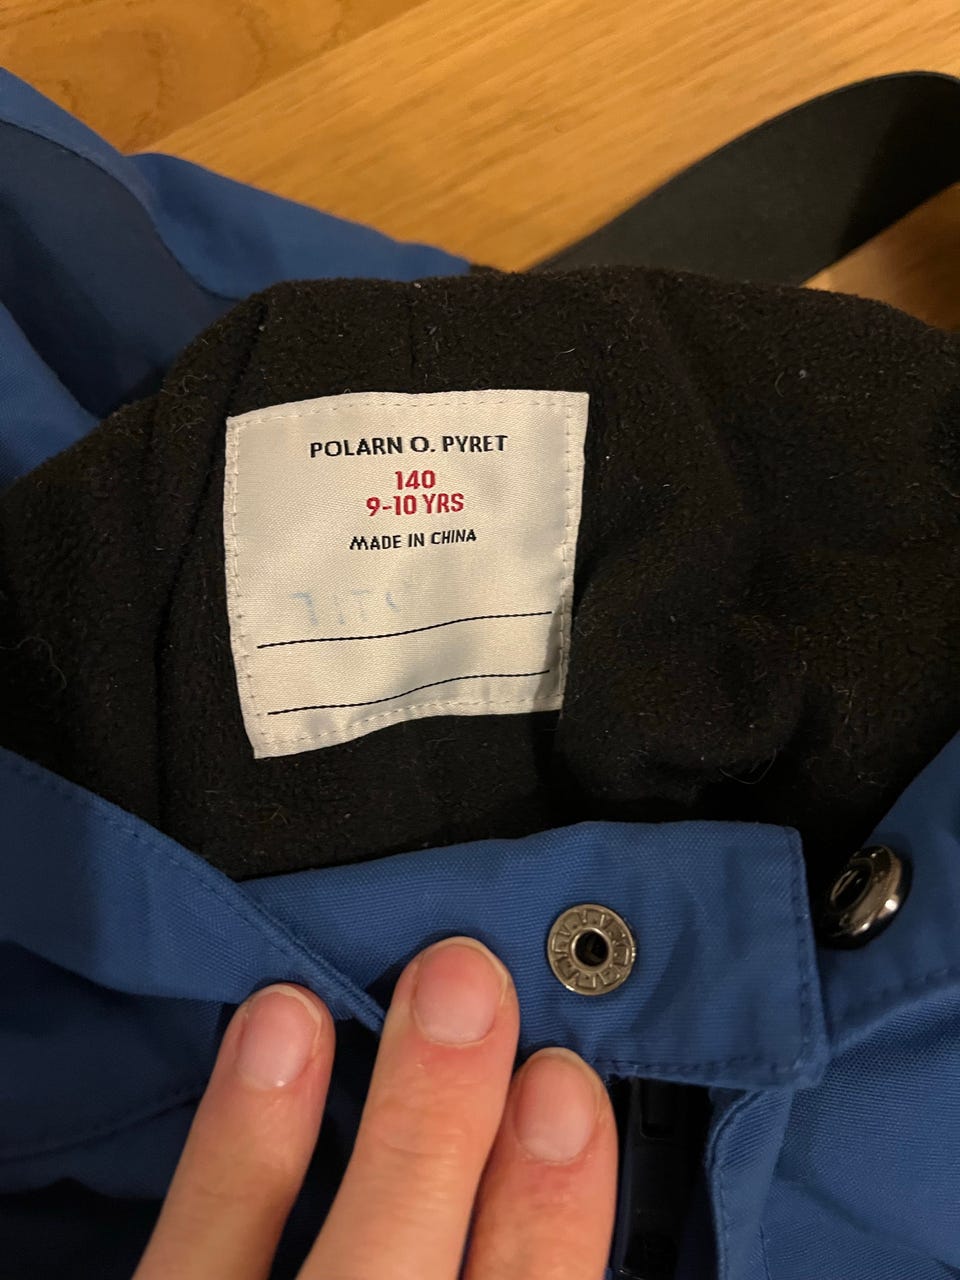 POLARN O. PYRET
140
9-10 YRS
MADE IN CHINA